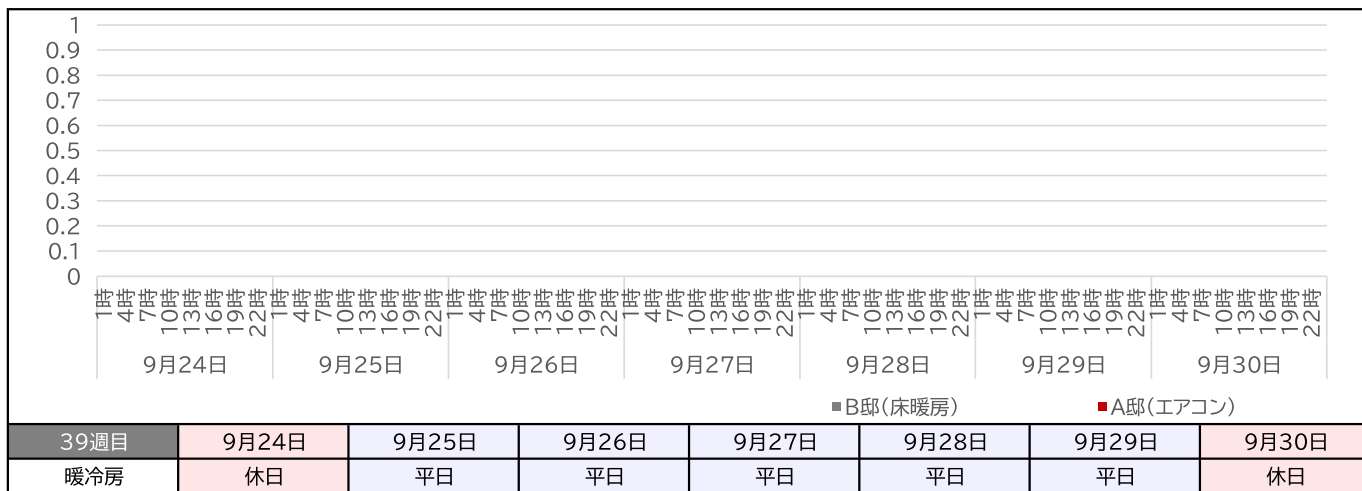 1
0.9
0.8
0.7
0.6
0.5
0.4
0.3
0.2
0.1
0
1時 4時 7時 10時 13時 16時 19時 22時 1時 4時 7時 10時 13時 16時 19時 22時 1時 4時 7時 10時 13時 16時 19時 22時 1時 4時 7時 10時 13時 16時 19時 22時 1時 4時 7時 10時 13時 16時 19時 22時 1時 4時 7時 10時 13時 16時 19時 22時 1時 4時 7時 10時 13時 16時 19時 22時
9月24日 9月25日 9月26日 9月27日 9月28日 9月29日 9月30日
B邸(床暖房) A邸(エアコン)
39週目 9月24日 9月25日 9月26日 9月27日 9月28日 9月29日 9月30日
暖冷房 休日 平日 平日 平日 平日 平日 休日